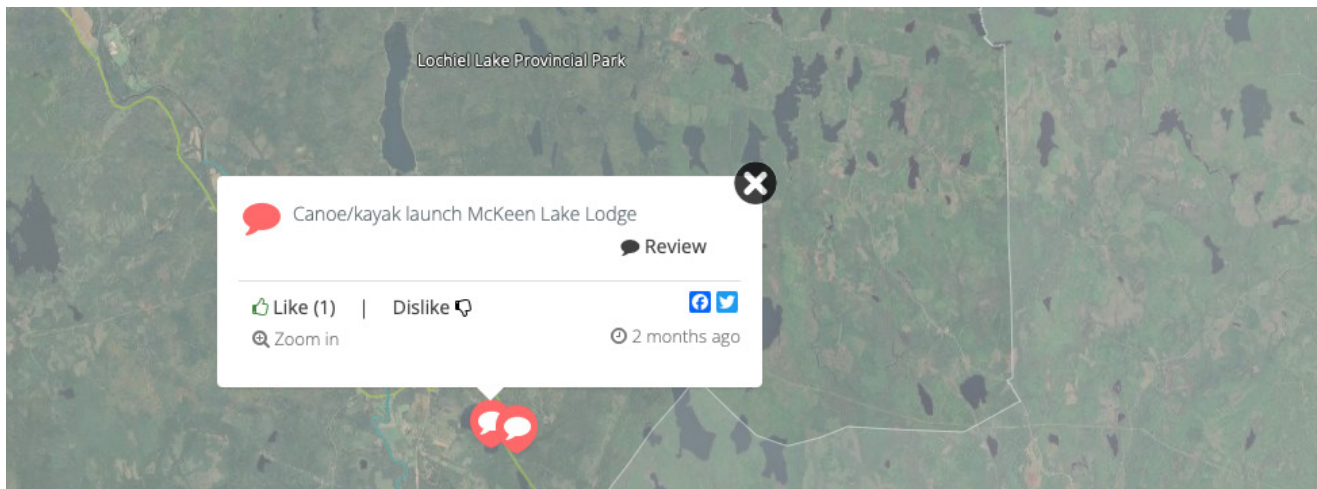 Lochiel Lake Provincial Park
Canoe/kayak launch McKeen Lake Lodge
Review
Like (1) | Dislike
Zoom in
2 months ago